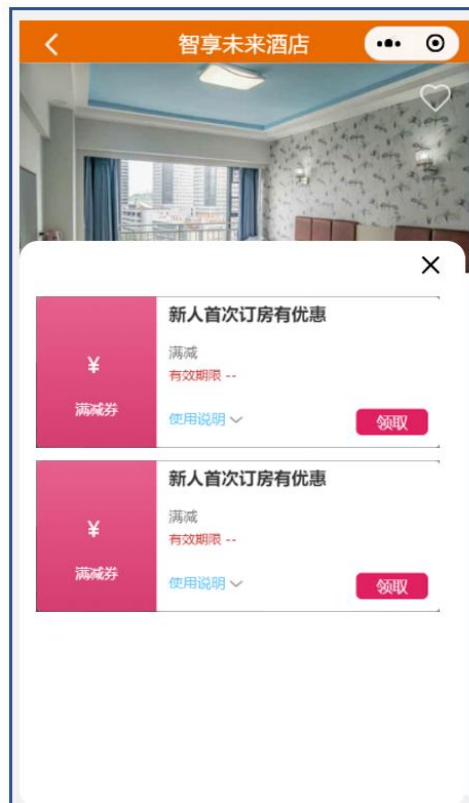 智享未来酒店
新人首次订房有优惠
¥
满减
有效期限 --
满减券
使用说明
领取
新人首次订房有优惠
¥
满减
有效期限 --
满减券
使用说明
领取